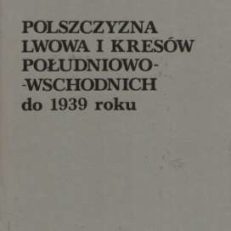 POLSZCZYZNA
LWOWA I KRESÓW
POŁUDNIOWO-
-WSCHODNICH
do 1939 roku